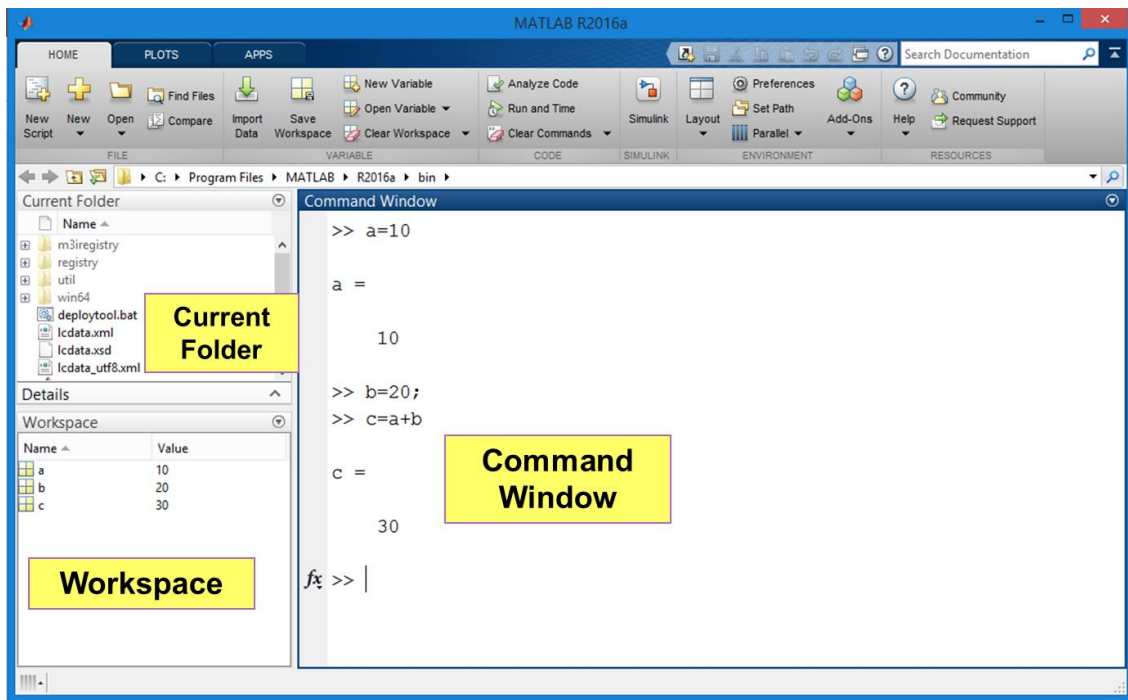 MATLAB R2016a
HOME PLOTS APPS
Search Documentation
New Script
New
Open
Find Files
Compare
Import Data
Save Workspace
New Variable
Open Variable
Clear Workspace
Analyze Code
Run and Time
Clear Commands
Simulink
Layout
Preferences
Set Path
Parallel
Add-Ons
Help
Community
Request Support
FILE VARIABLE CODE SIMULINK ENVIRONMENT RESOURCES
C: Program Files MATLAB R2016a bin
Current Folder
Name
m3iregistry
registry
util
win64
deploytool.bat
lcdata.xml
lcdata.xsd
lcdata_utf8.xml
Current
Folder
Details
Workspace
Name Value
a 10
b 20
c 30
Workspace
Command Window
>> a=10
a =
10
>> b=20;
>> c=a+b
c =
30
fx >>
Command
Window